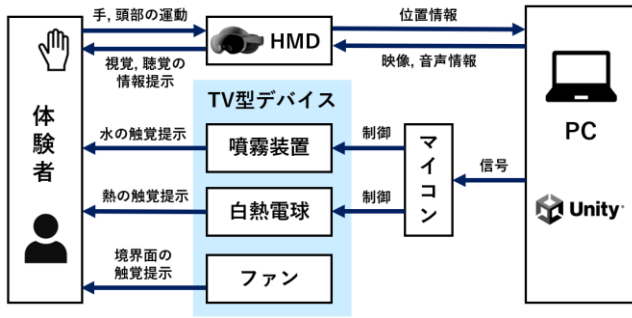 手, 頭部の運動
HMD
位置情報
視覚, 聴覚の
情報提示
映像, 音声情報
体験者
TV型デバイス
PC
水の触覚提示
噴霧装置
制御
マイコン
信号
熱の触覚提示
白熱電球
制御
Unity
境界面の
触覚提示
ファン